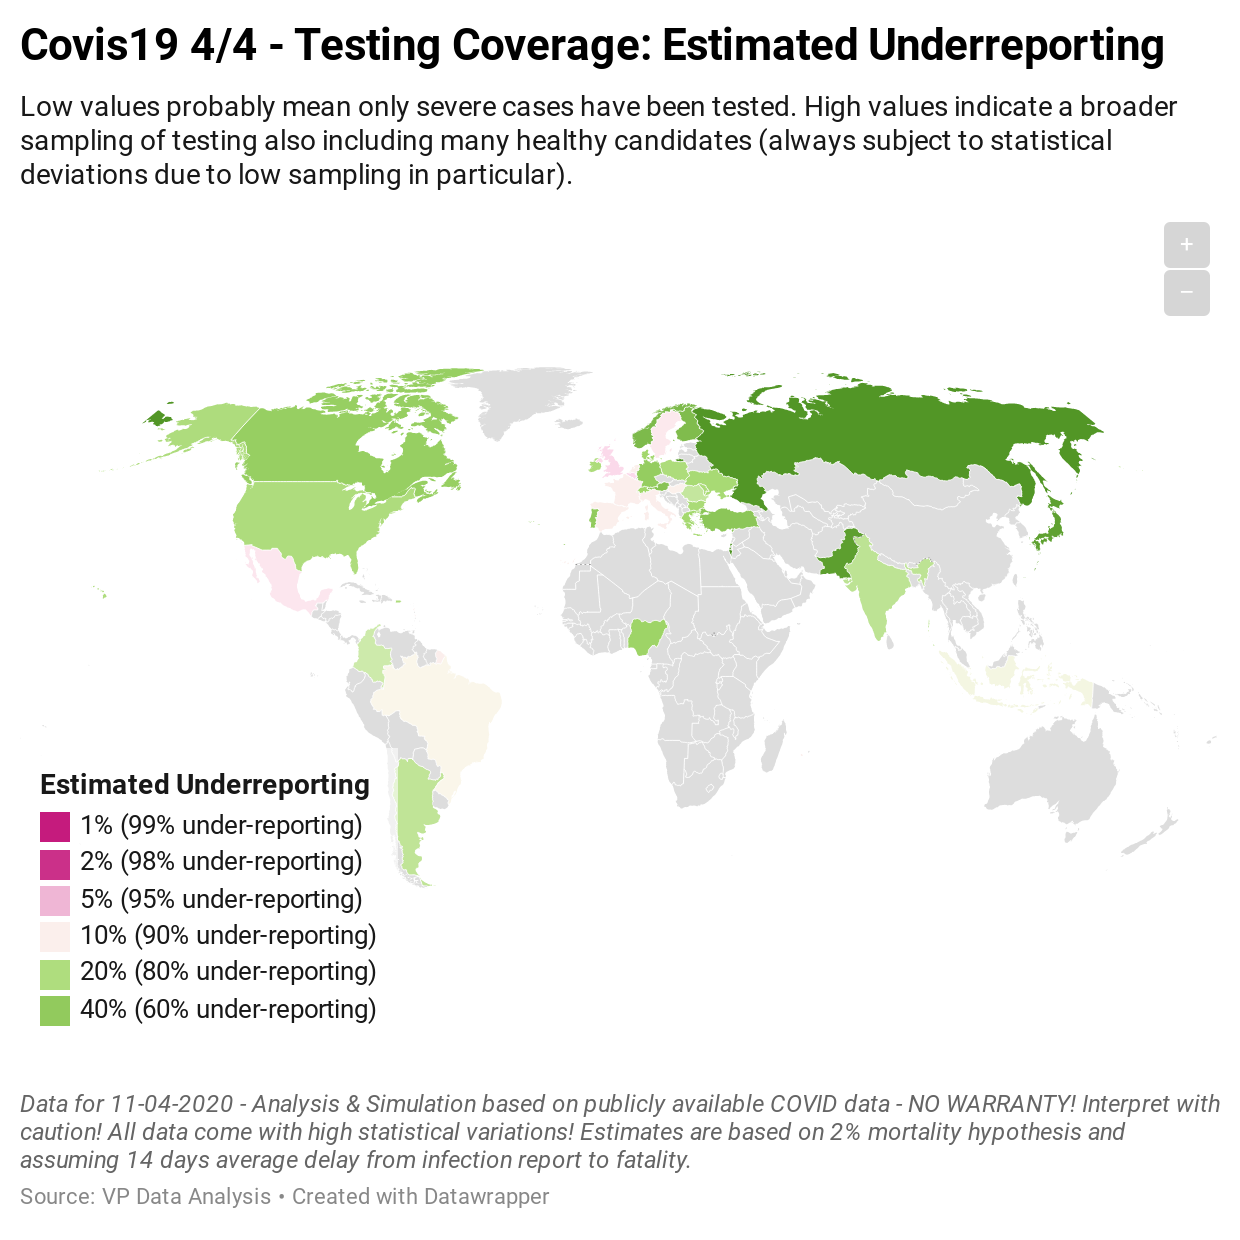 Covis19 4/4 - Testing Coverage: Estimated Underreporting
Low values probably mean only severe cases have been tested. High values indicate a broader
sampling of testing also including many healthy candidates (always subject to statistical
deviations due to low sampling in particular).
+
−
Estimated Underreporting
1% (99% under-reporting)
2% (98% under-reporting)
5% (95% under-reporting)
10% (90% under-reporting)
20% (80% under-reporting)
40% (60% under-reporting)
Data for 11-04-2020 - Analysis & Simulation based on publicly available COVID data - NO WARRANTY! Interpret with
caution! All data come with high statistical variations! Estimates are based on 2% mortality hypothesis and
assuming 14 days average delay from infection report to fatality.
Source: VP Data Analysis • Created with Datawrapper